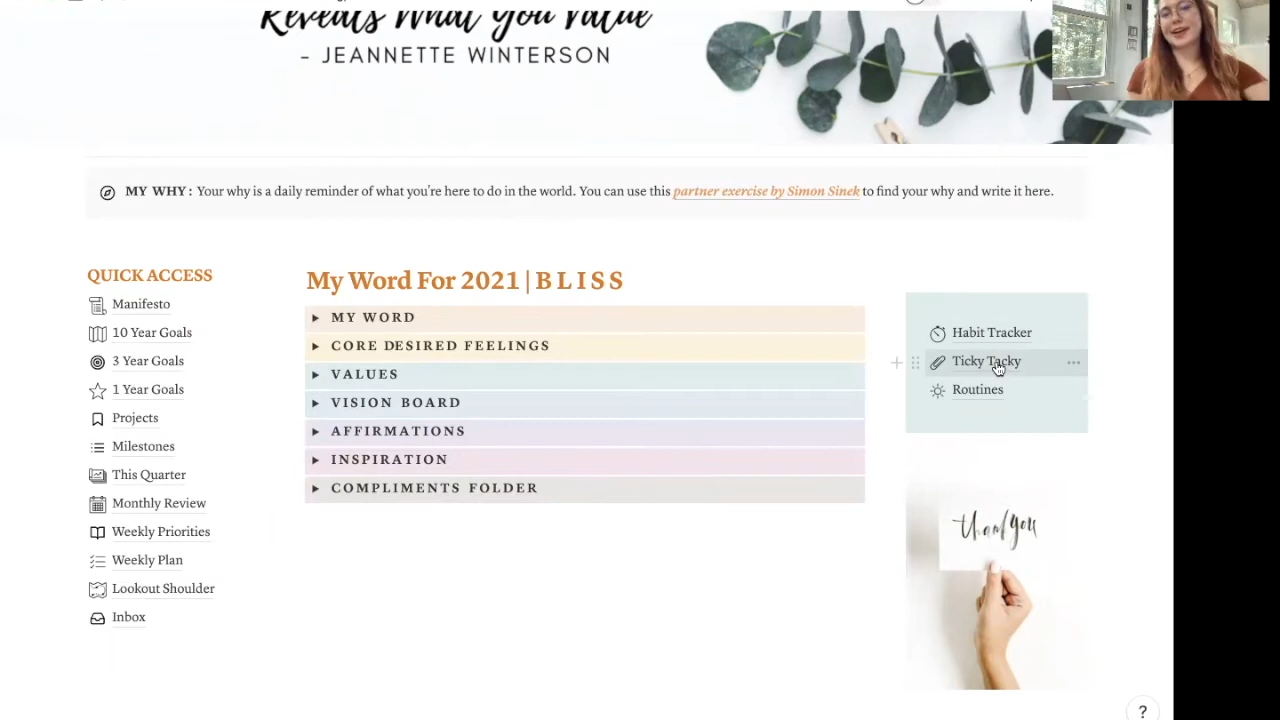 Reveals What You Value
– JEANNETTE WINTERSON
MY WHY: Your why is a daily reminder of what you're here to do in the world. You can use this partner exercise by Simon Sinek to find your why and write it here.
QUICK ACCESS
Manifesto
10 Year Goals
3 Year Goals
1 Year Goals
Projects
Milestones
This Quarter
Monthly Review
Weekly Priorities
Weekly Plan
Lookout Shoulder
Inbox
My Word For 2021 | B L I S S
MY WORD
CORE DESIRED FEELINGS
VALUES
VISION BOARD
AFFIRMATIONS
INSPIRATION
COMPLIMENTS FOLDER
Habit Tracker
Ticky Tacky
Routines
thank you
?